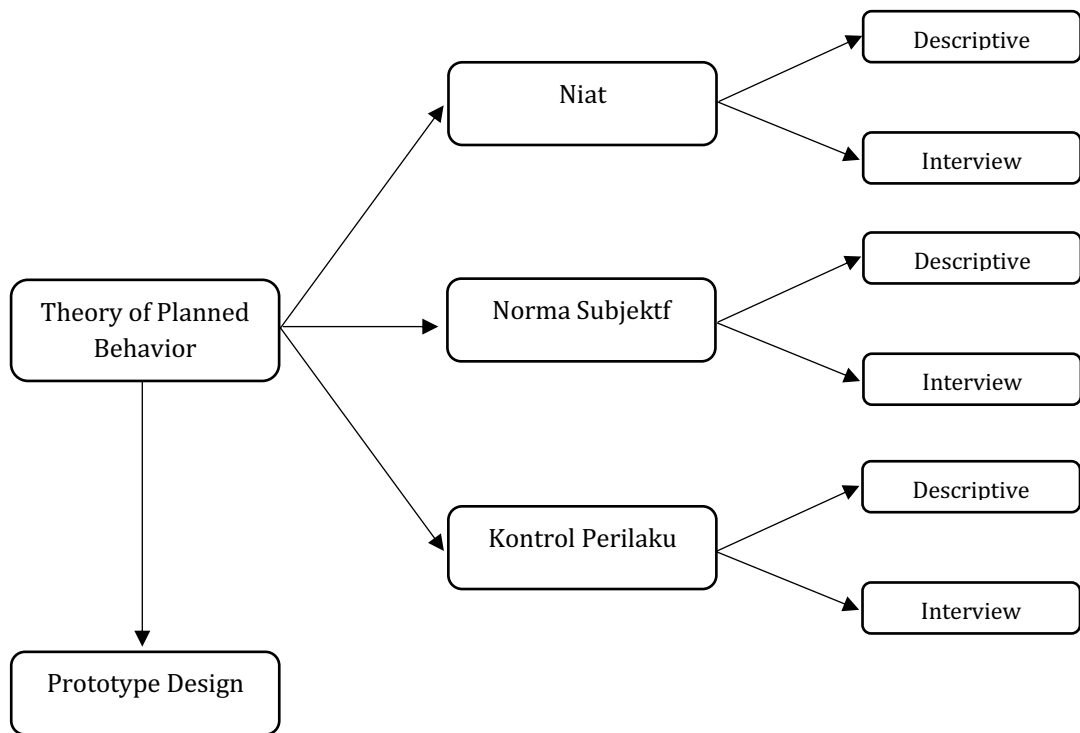 Descriptive
Niat
Interview
Descriptive
Theory of Planned
Behavior
Norma Subjektf
Interview
Descriptive
Kontrol Perilaku
Interview
Prototype Design